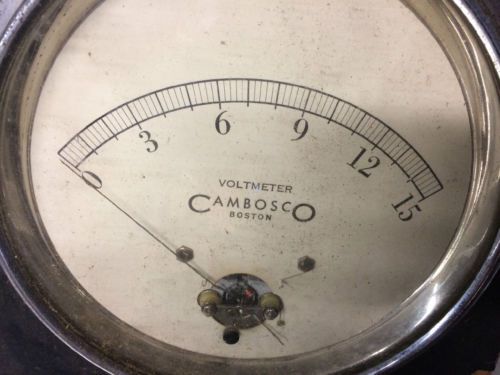 0 3 6 9 12 15
VOLTMETER
CAMBOSCO
BOSTON